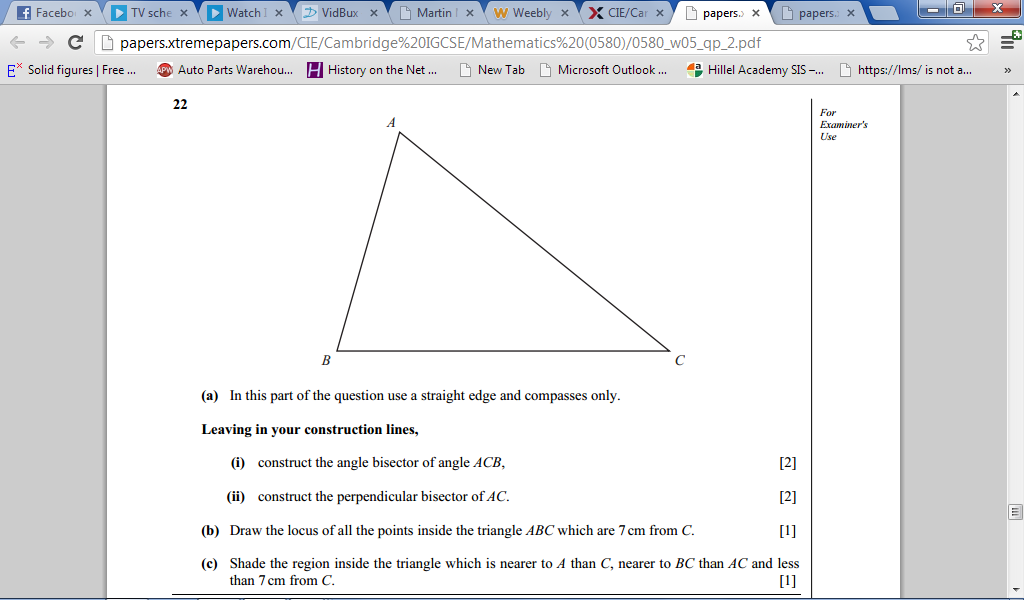 Facebo
TV sche
Watch
VidBux
Martin
Weebly
CIE/Car
papers.x
papers.
papers.xtremepapers.com/CIE/Cambridge%20IGCSE/Mathematics%20(0580)/0580_w05_qp_2.pdf
Solid figures | Free ...
APW Auto Parts Warehou...
H History on the Net ...
New Tab
Microsoft Outlook ...
Hillel Academy SIS –...
https://lms/ is not a...
»
22
For
Examiner's
Use
A
B
C
(a) In this part of the question use a straight edge and compasses only.
Leaving in your construction lines,
(i) construct the angle bisector of angle ACB, [2]
(ii) construct the perpendicular bisector of AC. [2]
(b) Draw the locus of all the points inside the triangle ABC which are 7 cm from C. [1]
(c) Shade the region inside the triangle which is nearer to A than C, nearer to BC than AC and less
than 7 cm from C. [1]